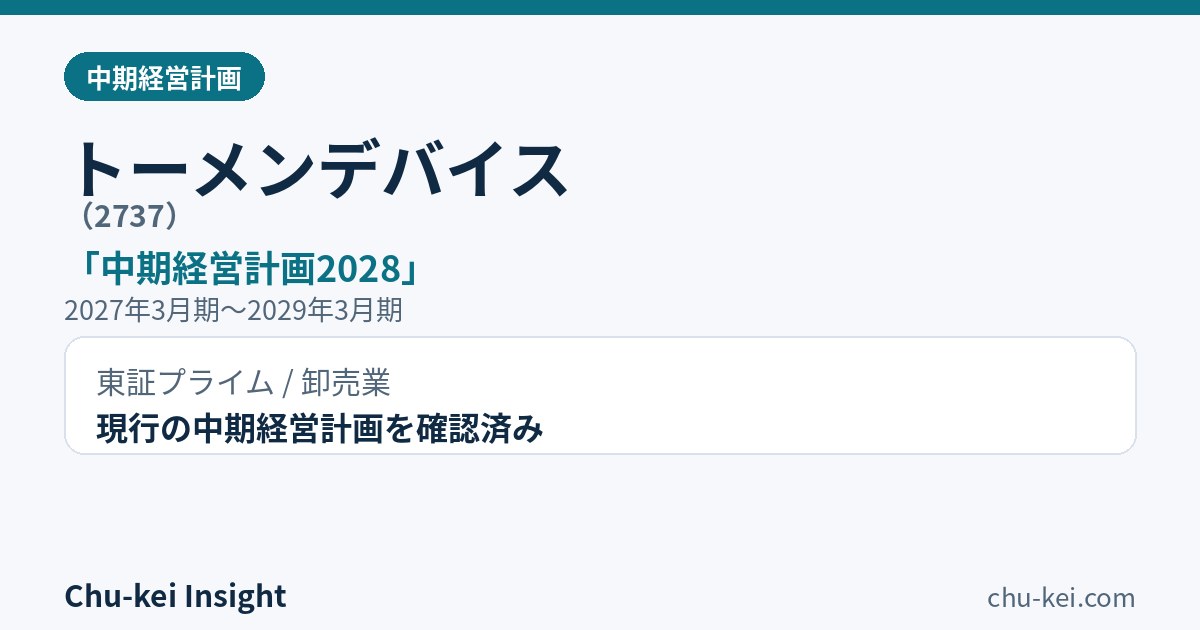 中期経営計画
トーメンデバイス
（2737）
「中期経営計画2028」
2027年3月期～2029年3月期
東証プライム / 卸売業
現行の中期経営計画を確認済み
Chu-kei Insight
chu-kei.com